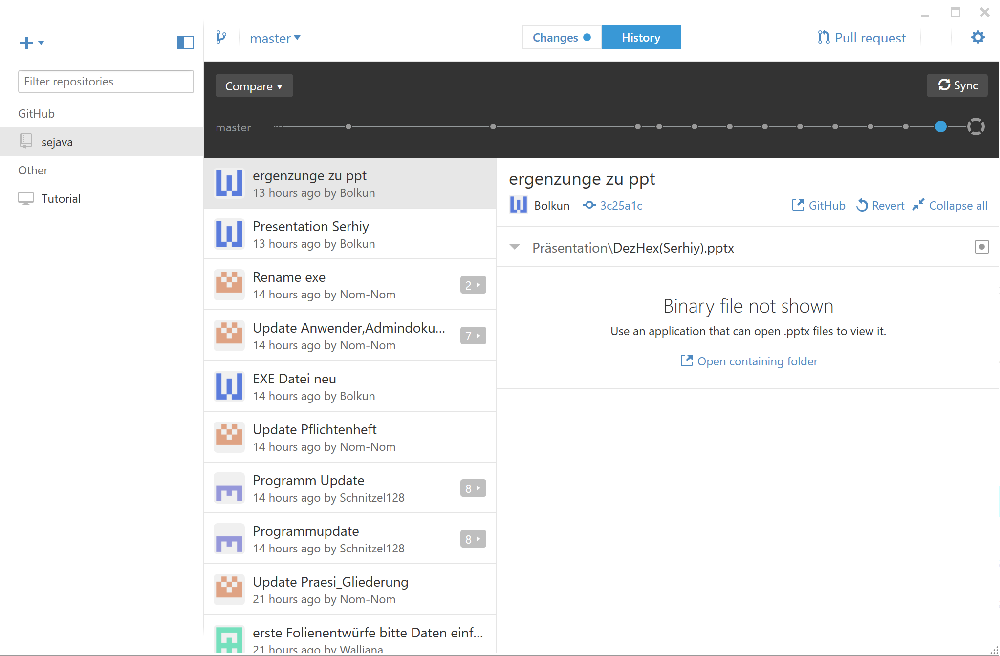 master
Changes
History
Pull request
Filter repositories
GitHub
sejava
Other
Tutorial
Compare
Sync
master
ergenzunge zu ppt
13 hours ago by Bolkun
Presentation Serhiy
13 hours ago by Bolkun
Rename exe
14 hours ago by Nom-Nom
2
Update Anwender,Admindoku...
14 hours ago by Nom-Nom
7
EXE Datei neu
14 hours ago by Bolkun
Update Pflichtenheft
14 hours ago by Nom-Nom
Programm Update
14 hours ago by Schnitzel128
8
Programmupdate
14 hours ago by Schnitzel128
8
Update Praesi_Gliederung
21 hours ago by Nom-Nom
erste Folienentwürfe bitte Daten einf...
21 hours ago by Walliana
ergenzunge zu ppt
Bolkun
3c25a1c
GitHub
Revert
Collapse all
Präsentation\DezHex(Serhiy).pptx
Binary file not shown
Use an application that can open .pptx files to view it.
Open containing folder